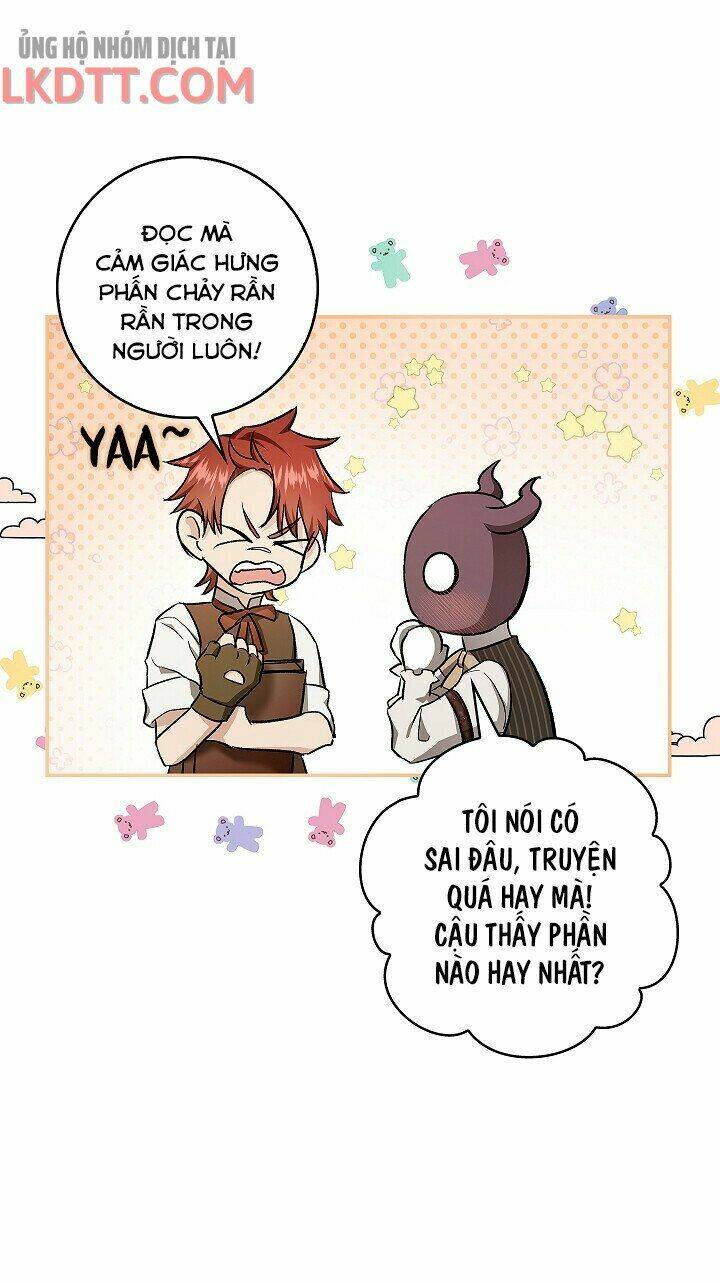 ỦNG HỘ NHÓM DỊCH TẠI
LKDTT.COM
ĐỌC MÀ
CẢM GIÁC HƯNG
PHẤN CHẢY RẦN
RẦN TRONG
NGƯỜI LUÔN!
YAA~
TÔI NÓI CÓ
SAI ĐÂU, TRUYỆN
QUÁ HAY MÀ!
CẬU THẤY PHẦN
NÀO HAY NHẤT?